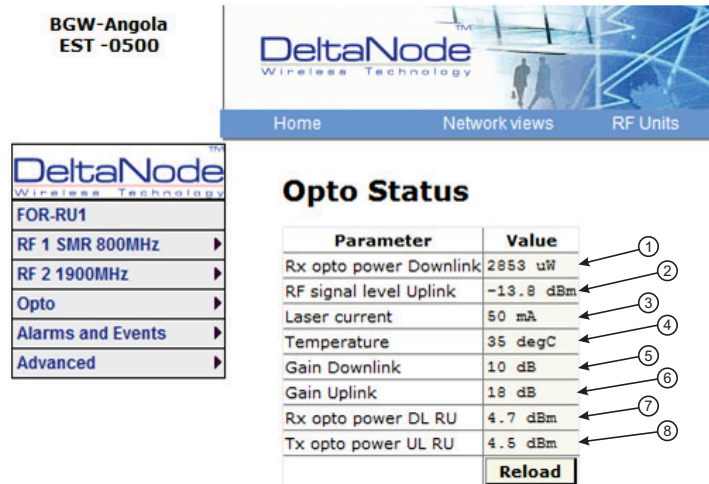 BGW-Angola
EST -0500
DeltaNode TM
Wireless Technology
Home Network views RF Units
DeltaNode TM
Wireless Technology
FOR-RU1
RF 1 SMR 800MHz
RF 2 1900MHz
Opto
Alarms and Events
Advanced
Opto Status
Parameter Value
Rx opto power Downlink 2853 uW 1
RF signal level Uplink -13.8 dBm 2
Laser current 50 mA 3
Temperature 35 degC 4
Gain Downlink 10 dB 5
Gain Uplink 18 dB 6
Rx opto power DL RU 4.7 dBm 7
Tx opto power UL RU 4.5 dBm 8
Reload